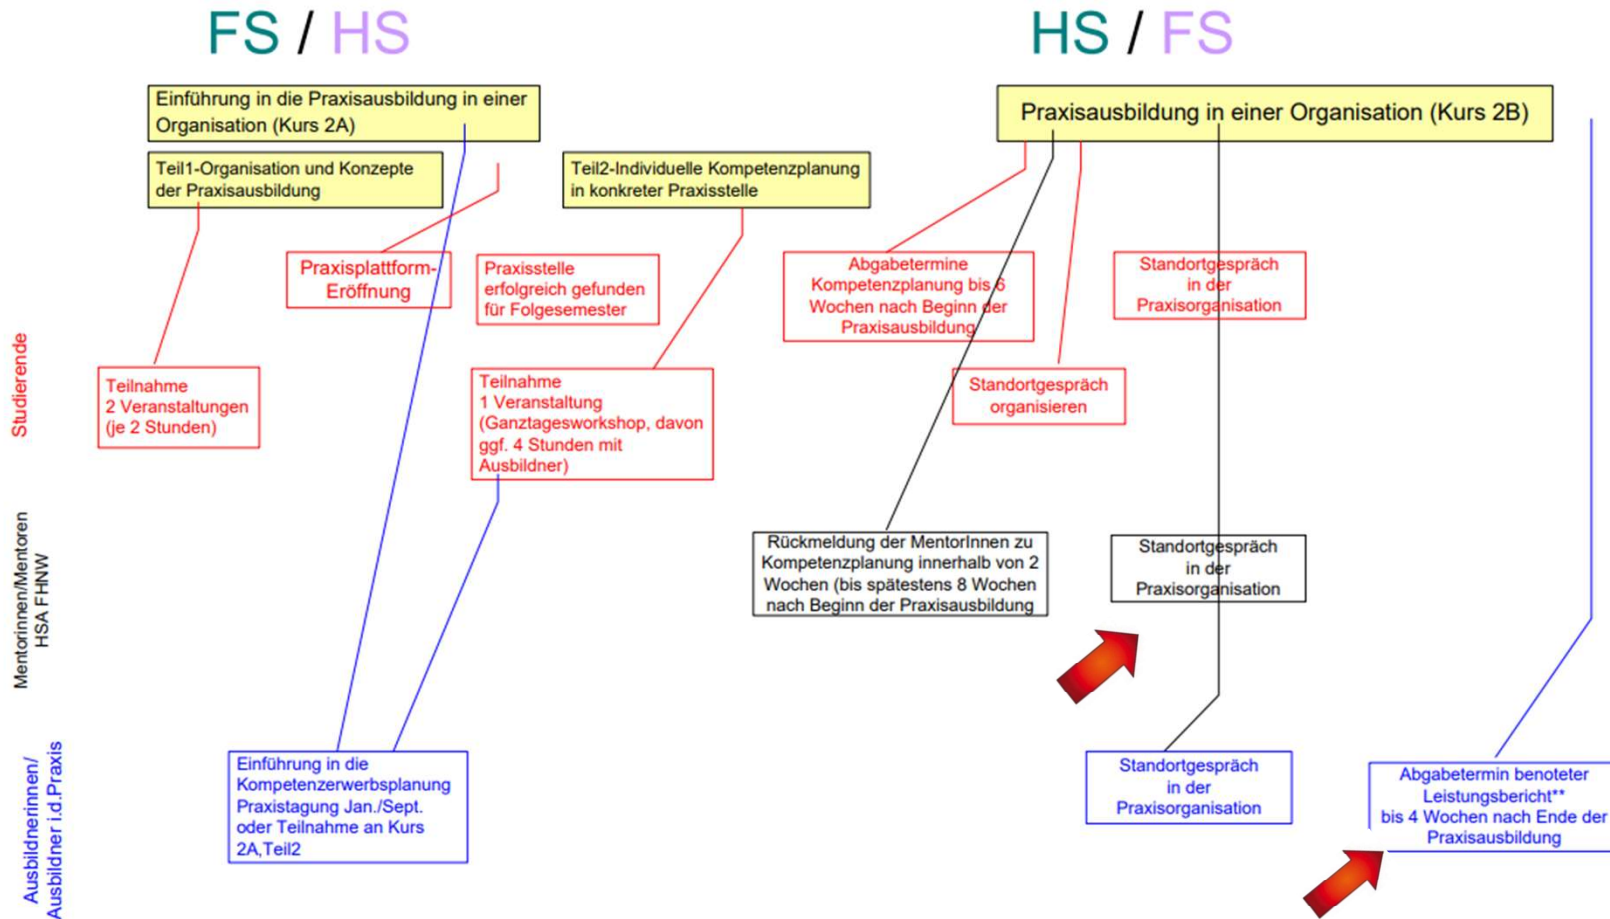 FS / HS
HS / FS
Einführung in die Praxisausbildung in einer
Organisation (Kurs 2A)
Praxisausbildung in einer Organisation (Kurs 2B)
Teil1-Organisation und Konzepte
der Praxisausbildung
Teil2-Individuelle Kompetenzplanung
in konkreter Praxisstelle
Studierende
Praxisplattform-
Eröffnung
Praxisstelle
erfolgreich gefunden
für Folgesemester
Abgabetermine
Kompetenzplanung bis 6
Wochen nach Beginn der
Praxisausbildung
Standortgespräch
in der
Praxisorganisation
Teilnahme
2 Veranstaltungen
(je 2 Stunden)
Teilnahme
1 Veranstaltung
(Ganztagesworkshop, davon
ggf. 4 Stunden mit
Ausbildner)
Standortgespräch
organisieren
Mentorinnen/Mentoren
HSA FHNW
Rückmeldung der MentorInnen zu
Kompetenzplanung innerhalb von 2
Wochen (bis spätestens 8 Wochen
nach Beginn der Praxisausbildung
Standortgespräch
in der
Praxisorganisation
Ausbildnerinnen/
Ausbildner i.d.Praxis
Einführung in die
Kompetenzerwerbsplanung
Praxistagung Jan./Sept.
oder Teilnahme an Kurs
2A,Teil2
Standortgespräch
in der
Praxisorganisation
Abgabetermin benoteter
Leistungsbericht**
bis 4 Wochen nach Ende der
Praxisausbildung